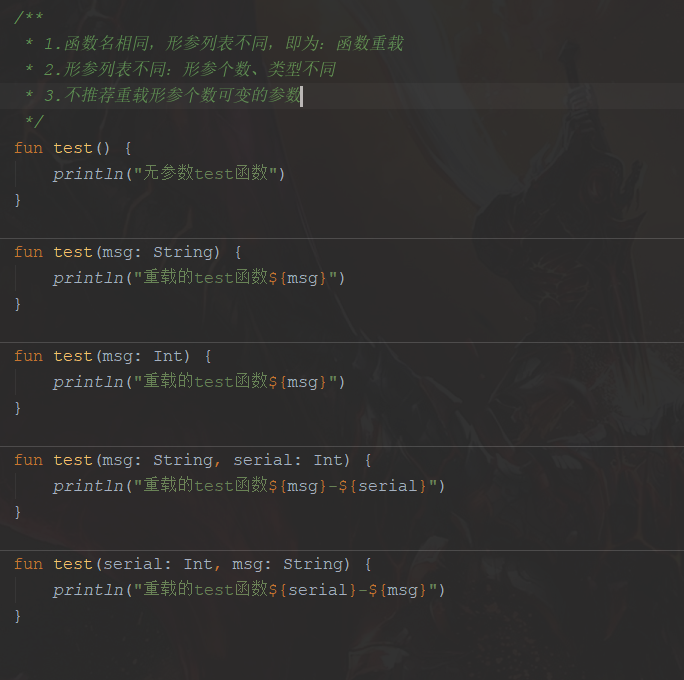 /**
 * 1.函数名相同，形参列表不同，即为：函数重载
 * 2.形参列表不同：形参个数、类型不同
 * 3.不推荐重载形参个数可变的参数
 */
fun test() {
    println("无参数test函数")
}
fun test(msg: String) {
    println("重载的test函数${msg}")
}
fun test(msg: Int) {
    println("重载的test函数${msg}")
}
fun test(msg: String, serial: Int) {
    println("重载的test函数${msg}-${serial}")
}
fun test(serial: Int, msg: String) {
    println("重载的test函数${serial}-${msg}")
}